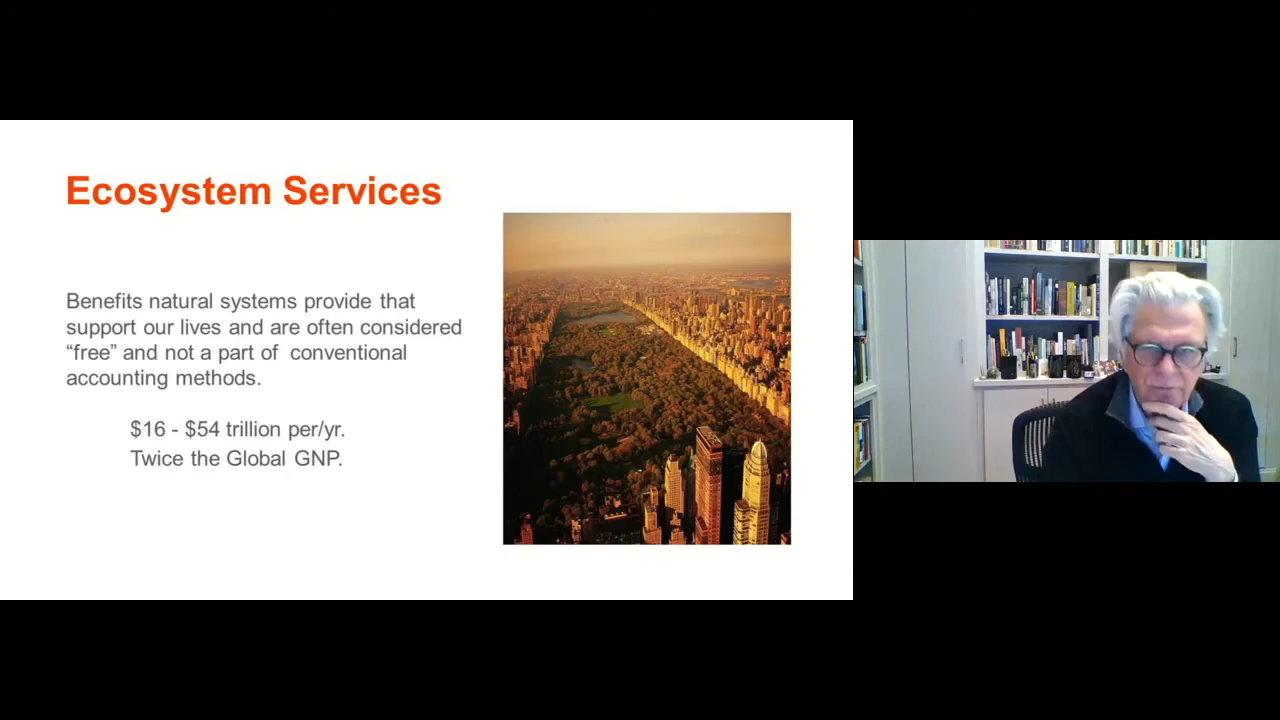 Ecosystem Services
Benefits natural systems provide that
support our lives and are often considered
“free” and not a part of conventional
accounting methods.
$16 - $54 trillion per/yr.
Twice the Global GNP.